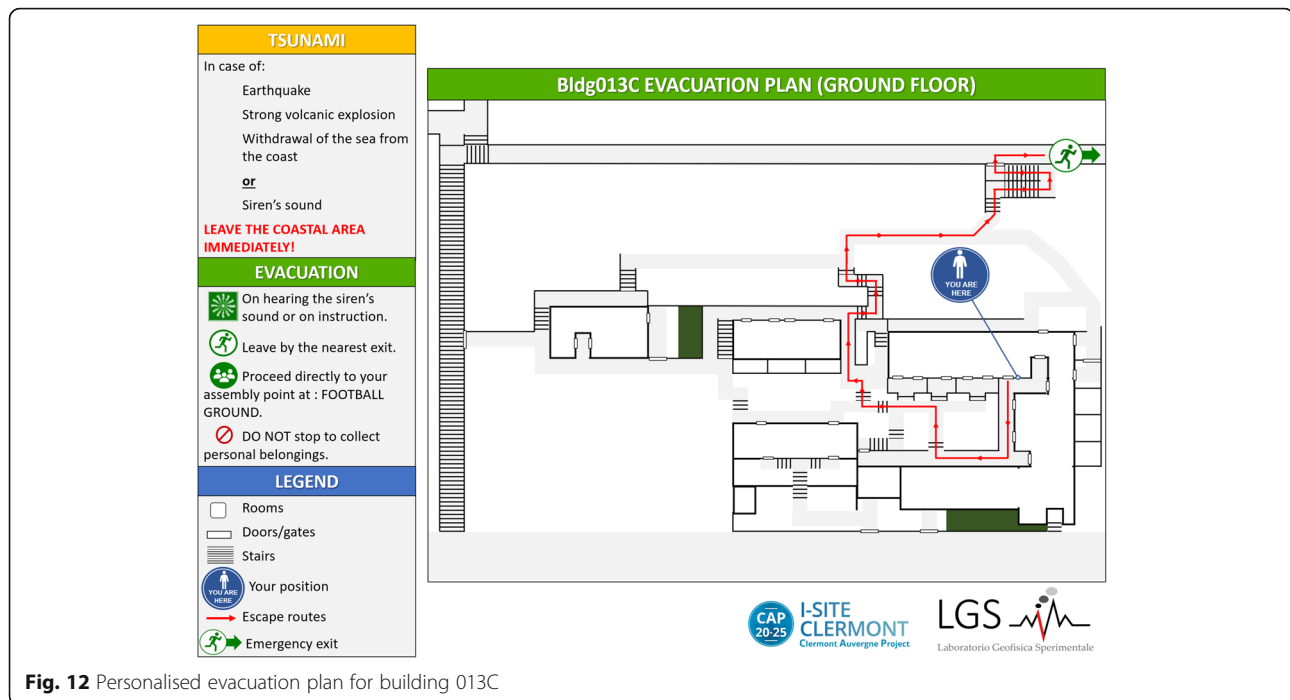 TSUNAMI
In case of:
Earthquake
Strong volcanic explosion
Withdrawal of the sea from
the coast
or
Siren’s sound
LEAVE THE COASTAL AREA
IMMEDIATELY!
EVACUATION
On hearing the siren’s
sound or on instruction.
Leave by the nearest exit.
Proceed directly to your
assembly point at : FOOTBALL
GROUND.
DO NOT stop to collect
personal belongings.
LEGEND
Rooms
Doors/gates
Stairs
YOU ARE
HERE
Your position
Escape routes
Emergency exit
Bldg013C EVACUATION PLAN (GROUND FLOOR)
YOU ARE
HERE
CAP
20-25
I-SITE
CLERMONT
Clermont Auvergne Project
LGS
Laboratorio Geofisica Sperimentale
Fig. 12 Personalised evacuation plan for building 013C